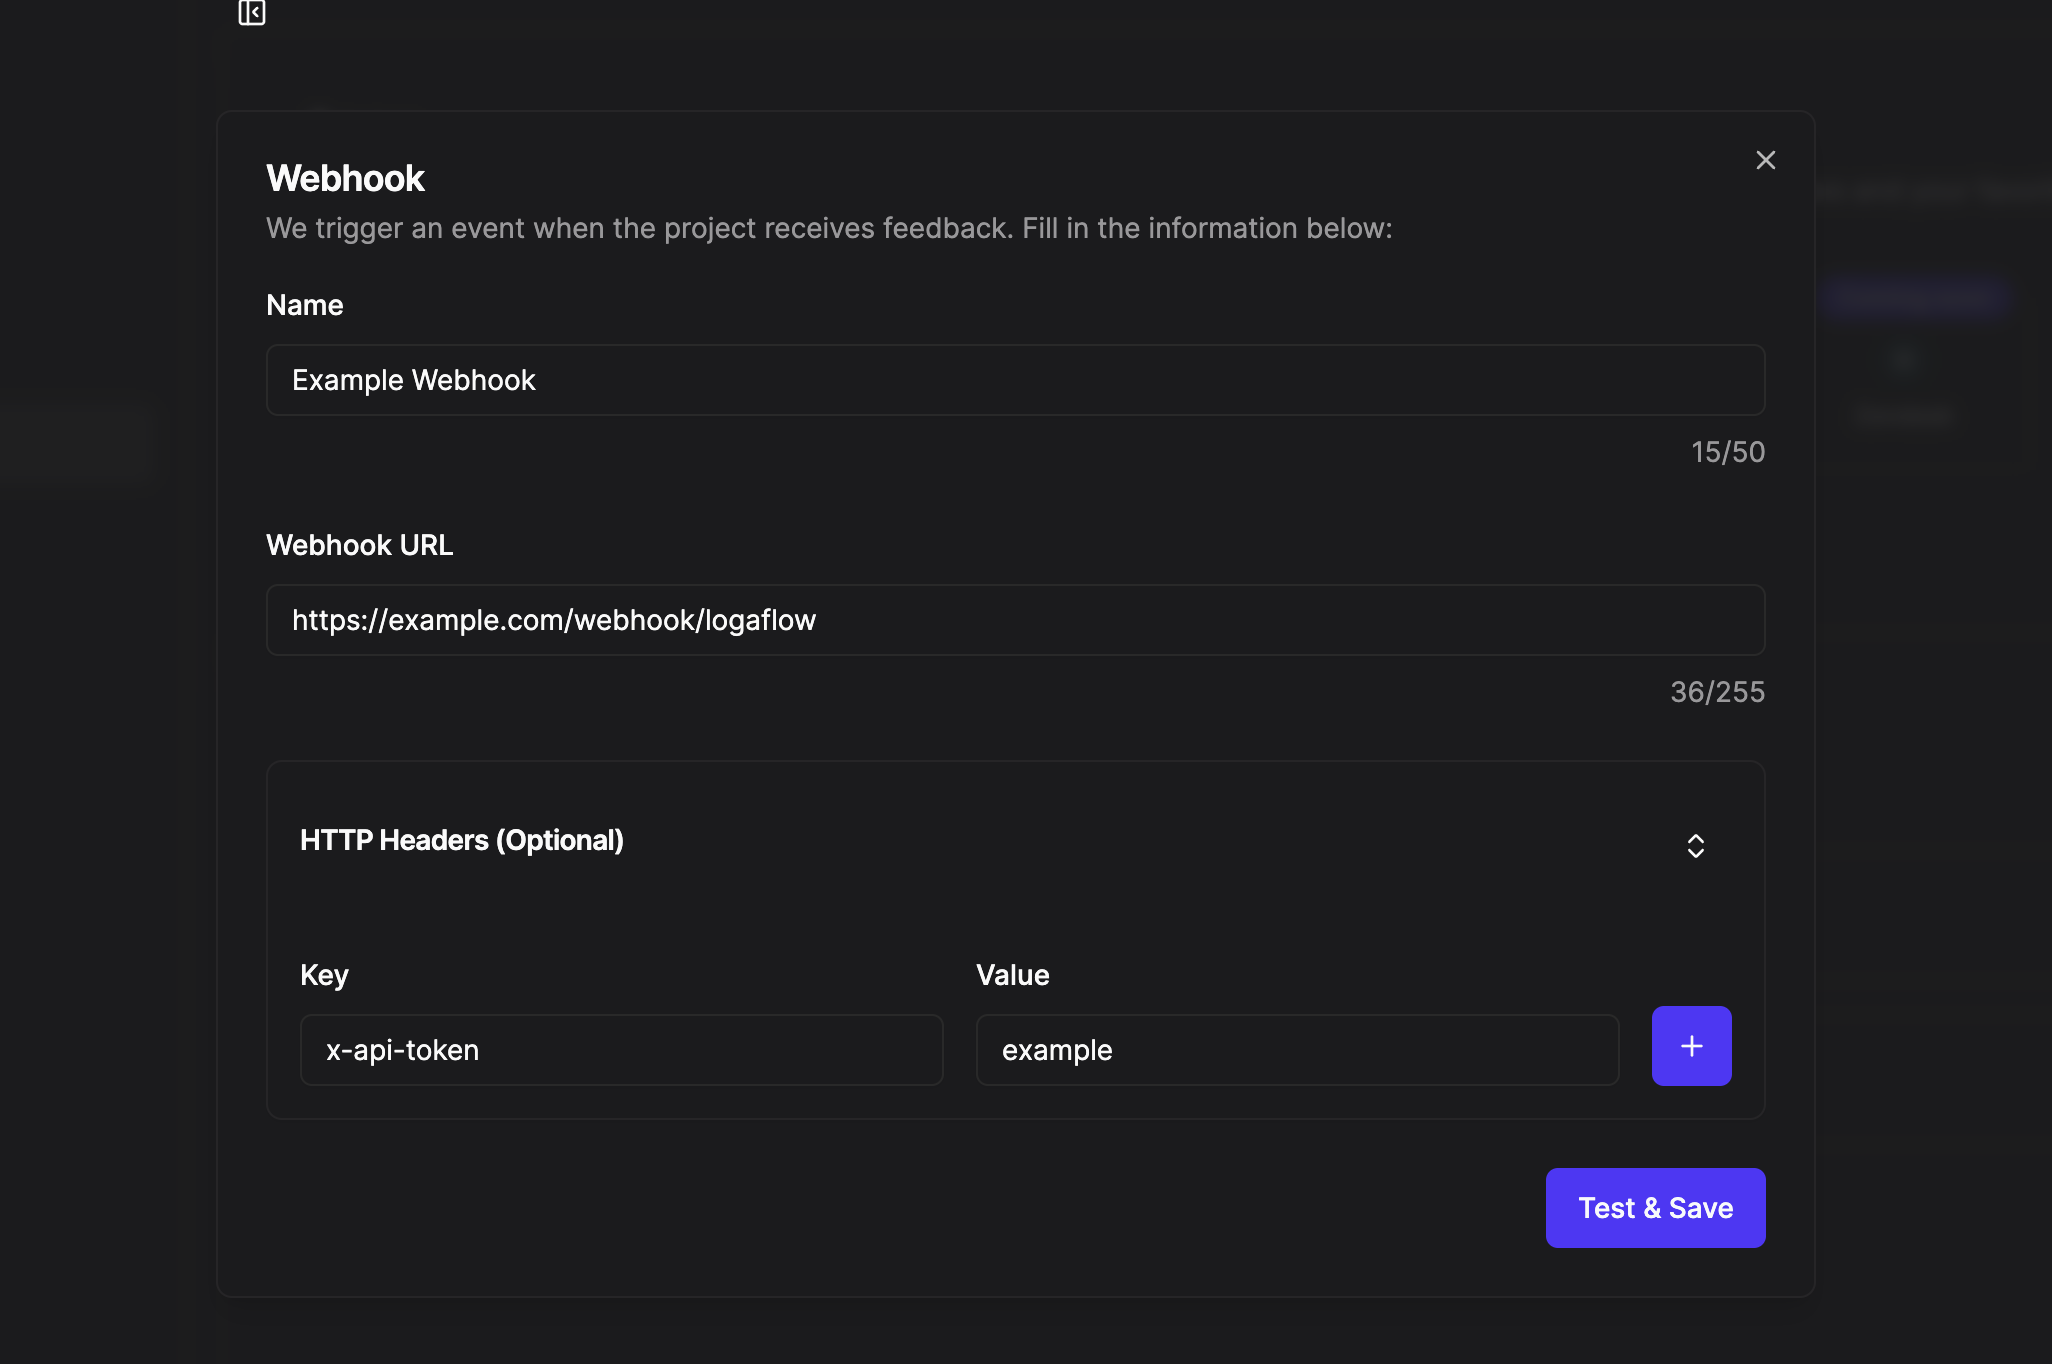 Webhook
We trigger an event when the project receives feedback. Fill in the information below:
Name
Example Webhook
15/50
Webhook URL
https://example.com/webhook/logaflow
36/255
HTTP Headers (Optional)
Key
Value
x-api-token
example
Test & Save